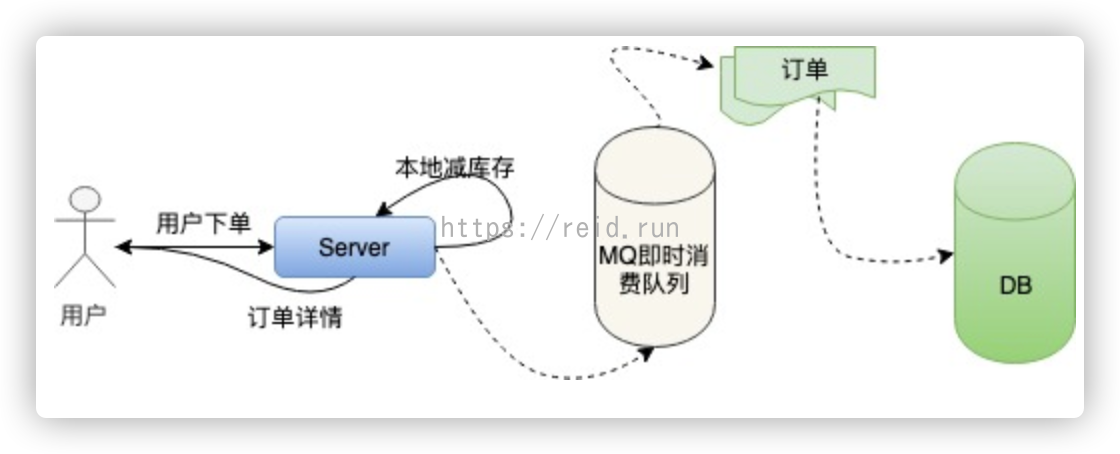 订单
本地减库存
用户下单
https://reid.run
Server
MQ即时消
费队列
DB
用户
订单详情